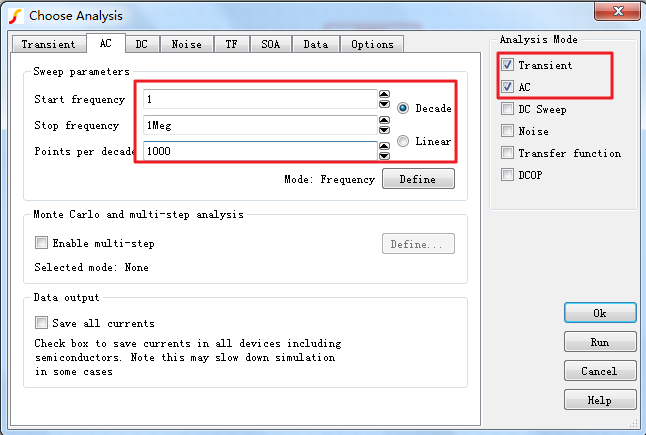 Choose Analysis
Transient AC DC Noise TF SOA Data Options
Sweep parameters
Start frequency 1
Stop frequency 1Meg
Points per decade 1000
Decade
Linear
Mode: Frequency Define
Monte Carlo and multi-step analysis
Enable multi-step Define...
Selected mode: None
Data output
Save all currents
Check box to save currents in all devices including
semiconductors. Note this may slow down simulation
in some cases
Analysis Mode
Transient
AC
DC Sweep
Noise
Transfer function
DCOP
Ok
Run
Cancel
Help